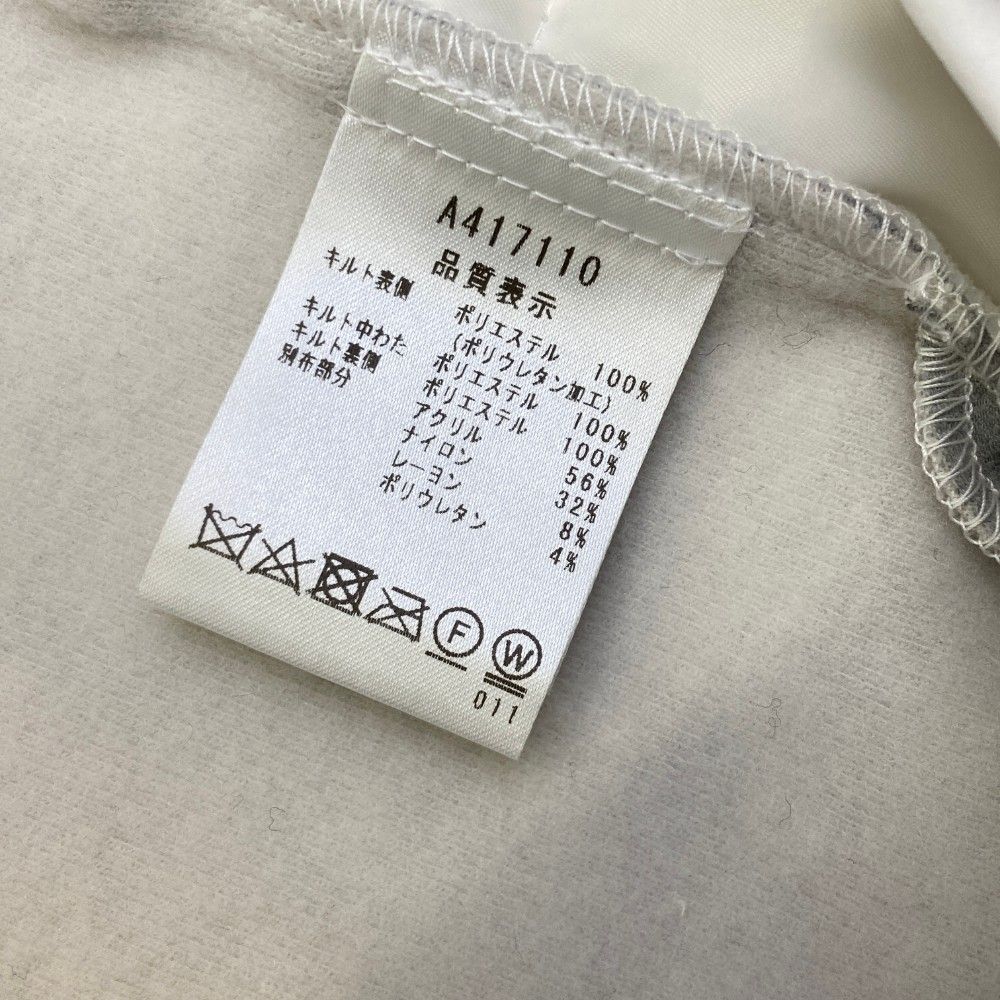 A417110
品質表示
キルト表側 ポリエステル 100%
(ポリウレタン加工)
キルト中わた ポリエステル 100%
キルト裏側 ポリエステル 100%
別布部分 アクリル 56%
ナイロン 32%
レーヨン 8%
ポリウレタン 4%
F W
011